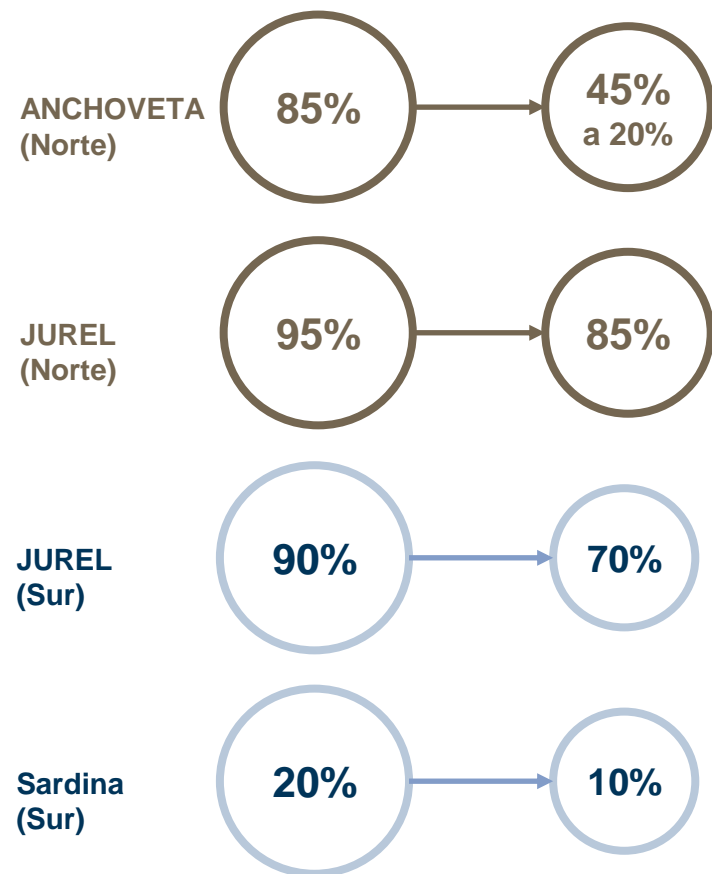 ANCHOVETA
(Norte)
85%
45%
a 20%
JUREL
(Norte)
95%
85%
JUREL
(Sur)
90%
70%
Sardina
(Sur)
20%
10%